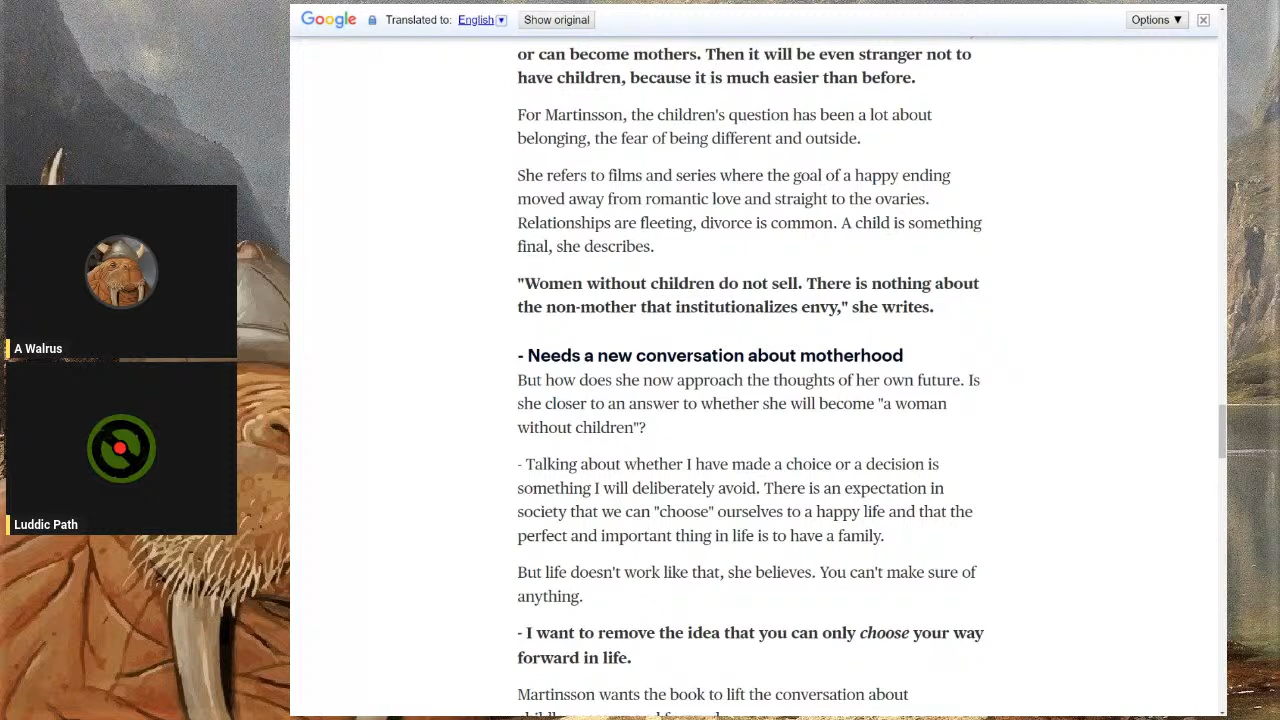 Google Translated to: English ▼ Show original Options ▼
or can become mothers. Then it will be even stranger not to
have children, because it is much easier than before.
For Martinsson, the children's question has been a lot about
belonging, the fear of being different and outside.
She refers to films and series where the goal of a happy ending
moved away from romantic love and straight to the ovaries.
Relationships are fleeting, divorce is common. A child is something
final, she describes.
"Women without children do not sell. There is nothing about
the non-mother that institutionalizes envy," she writes.
- Needs a new conversation about motherhood
But how does she now approach the thoughts of her own future. Is
she closer to an answer to whether she will become "a woman
without children"?
- Talking about whether I have made a choice or a decision is
something I will deliberately avoid. There is an expectation in
society that we can "choose" ourselves to a happy life and that the
perfect and important thing in life is to have a family.
But life doesn't work like that, she believes. You can't make sure of
anything.
- I want to remove the idea that you can only choose your way
forward in life.
Martinsson wants the book to lift the conversation about
A Walrus
Luddic Path